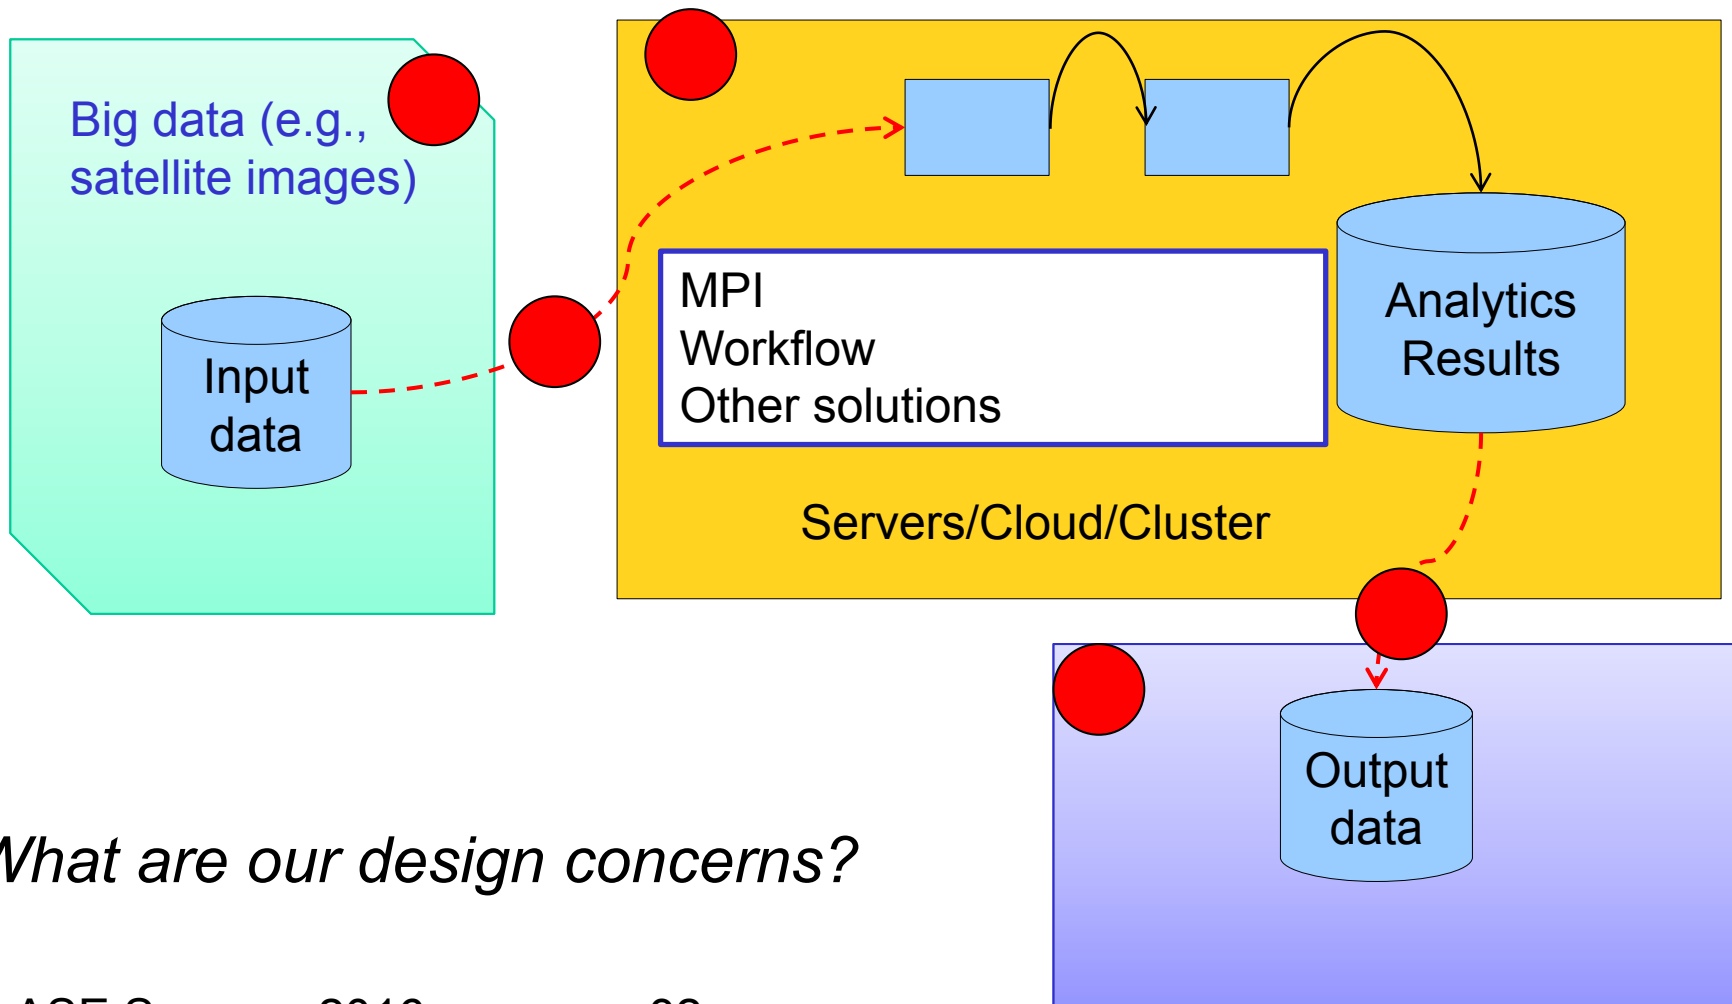 Big data (e.g.,
satellite images)
Input
data
MPI
Workflow
Other solutions
Analytics
Results
Servers/Cloud/Cluster
Output
data
What are our design concerns?
ASE